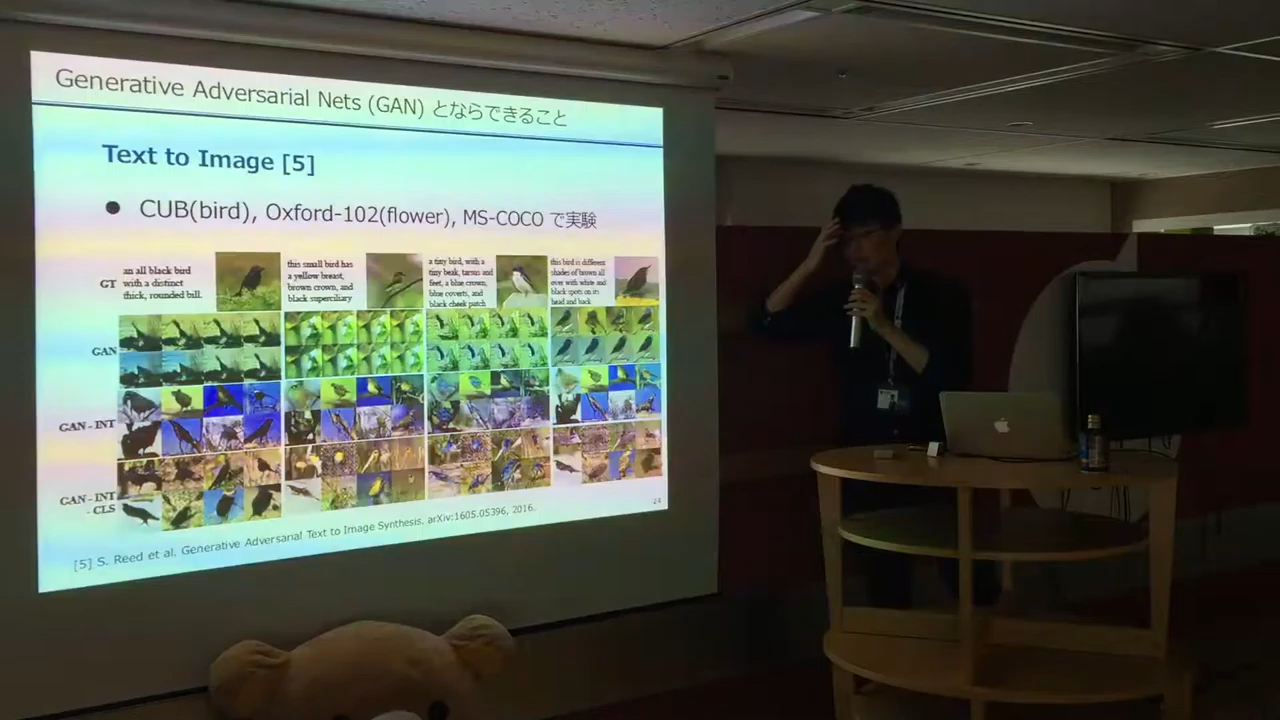 Generative Adversarial Nets (GAN) とならできること
Text to Image [5]
● CUB(bird), Oxford-102(flower), MS-COCO で実験
GT
an all black bird
with a distinct
thick, rounded bill.
this small bird has
a yellow breast,
brown crown, and
black superciliary
a tiny bird, with a
tiny beak, tarsus and
feet, a blue crown,
blue coverts, and
black cheek patch
this bird is different
shades of brown all
over with white and
black spots on its
head and back
GAN
GAN - INT
GAN - INT
- CLS
24
[5] S. Reed et al. Generative Adversarial Text to Image Synthesis, arXiv:1605.05396, 2016.